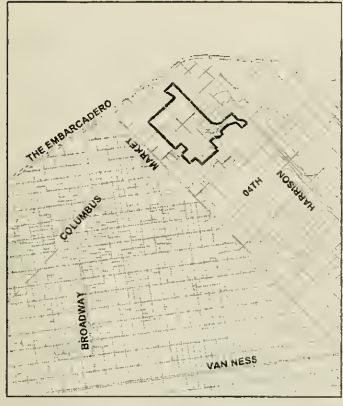 THE EMBARCADERO
MARKET
COLUMBUS
04TH
HARRISON
BROADWAY
VAN NESS